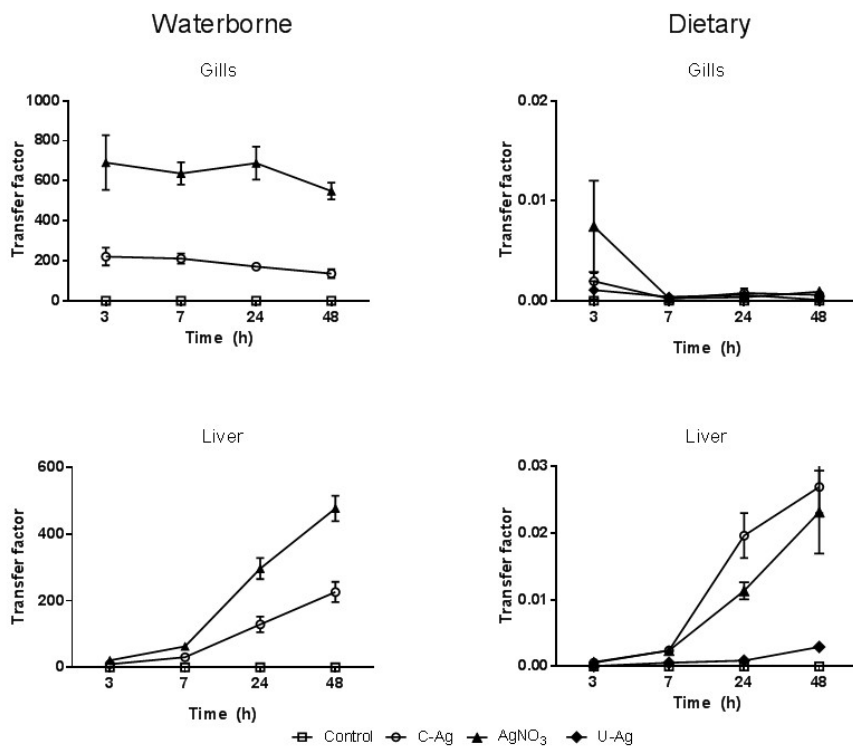 Waterborne
Dietary
Gills
Gills
1000
800
600
400
200
0
Transfer factor
3 7 24 48
Time (h)
0.02
0.01
0.00
Transfer factor
3 7 24 48
Time (h)
Liver
Liver
600
400
200
0
Transfer factor
3 7 24 48
Time (h)
0.03
0.02
0.01
0.00
Transfer factor
3 7 24 48
Time (h)
Control C-Ag AgNO₃ U-Ag